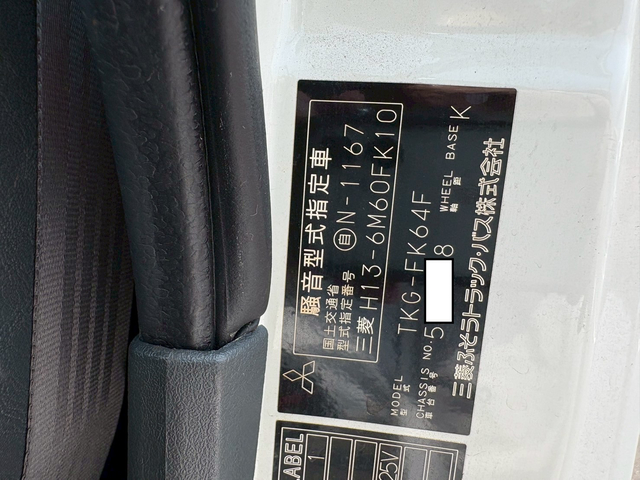 騒音型式指定車
国土交通省
型式指定番号 自N-1167
三菱 H13-6M60FK10
MODEL TKG-FK64F
型式
CHASSIS NO. 5 8 WHEEL BASE K
車台番号 軸距
三菱ふそうトラック・バス株式会社
LABEL
1
25V